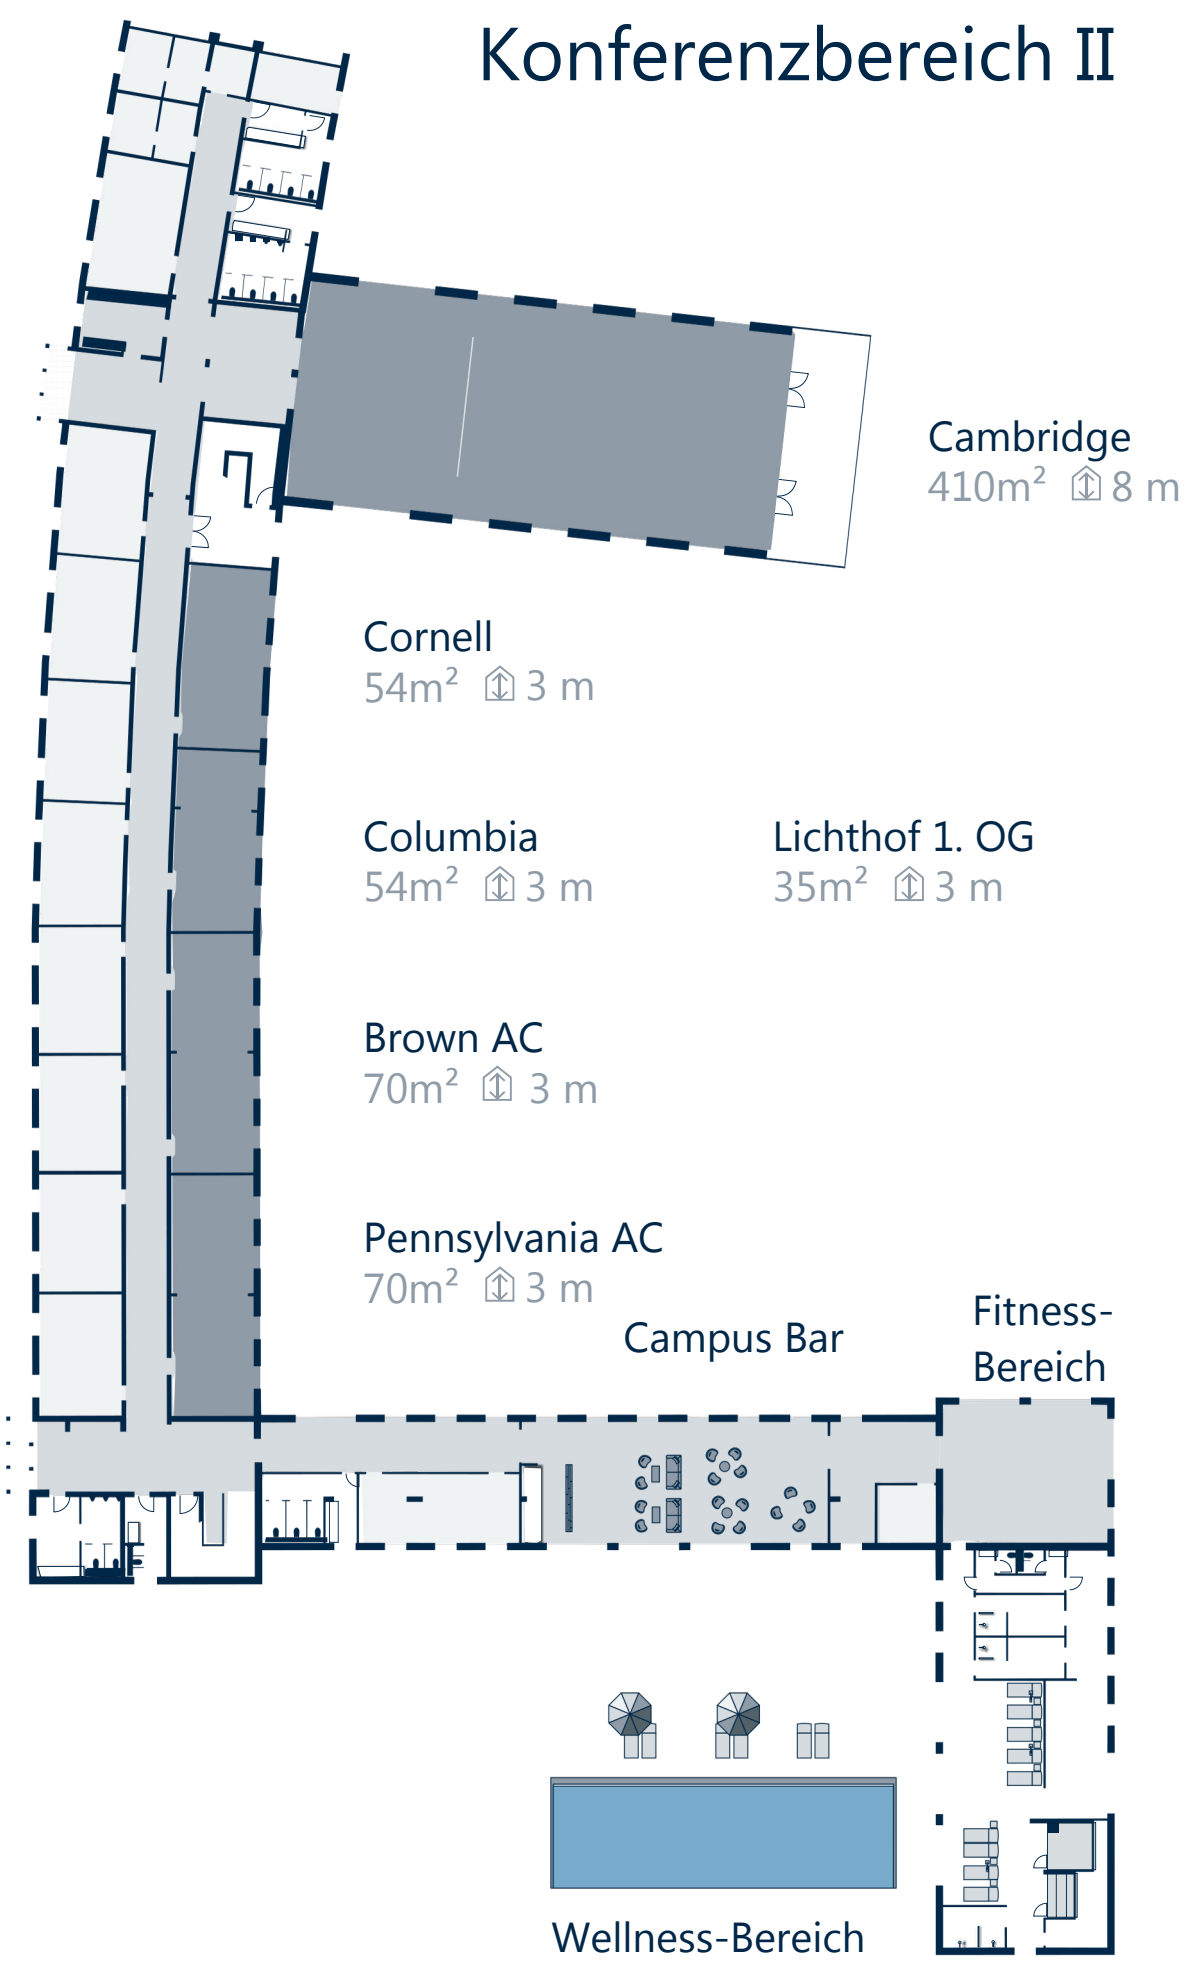 Konferenzbereich II
Cambridge
410m² 8 m
Cornell
54m² 3 m
Columbia
54m² 3 m
Lichthof 1. OG
35m² 3 m
Brown AC
70m² 3 m
Pennsylvania AC
70m² 3 m
Campus Bar
Fitness-
Bereich
Wellness-Bereich